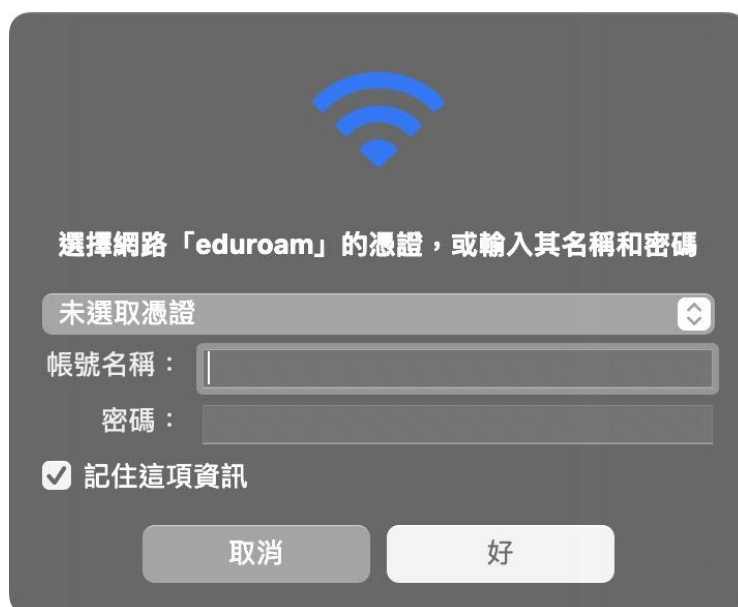 選擇網路「eduroam」的憑證，或輸入其名稱和密碼
未選取憑證
帳號名稱：
密碼：
記住這項資訊
取消
好